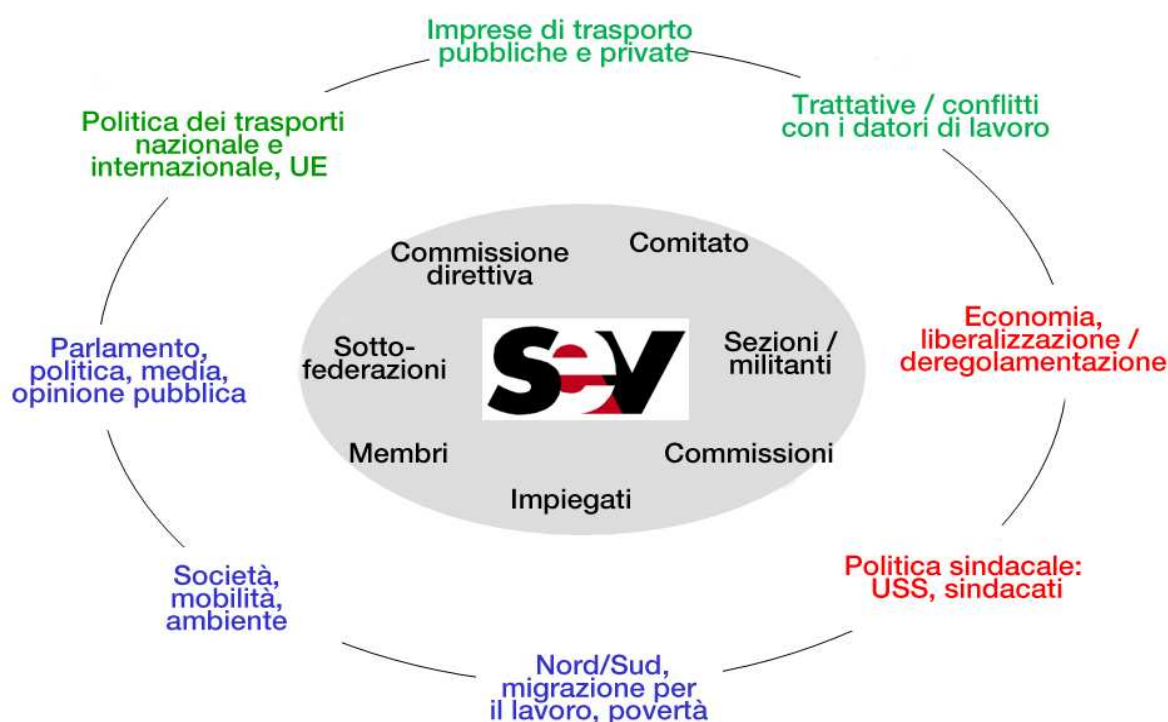 Imprese di trasporto
pubbliche e private
Trattative / conflitti
con i datori di lavoro
Politica dei trasporti
nazionale e
internazionale, UE
Commissione
direttiva
Comitato
Economia,
liberalizzazione /
deregolamentazione
Parlamento,
politica, media,
opinione pubblica
Sotto-
federazioni
sev
Sezioni /
militanti
Membri
Commissioni
Impiegati
Politica sindacale:
USS, sindacati
Società,
mobilità,
ambiente
Nord/Sud,
migrazione per
il lavoro, povertà